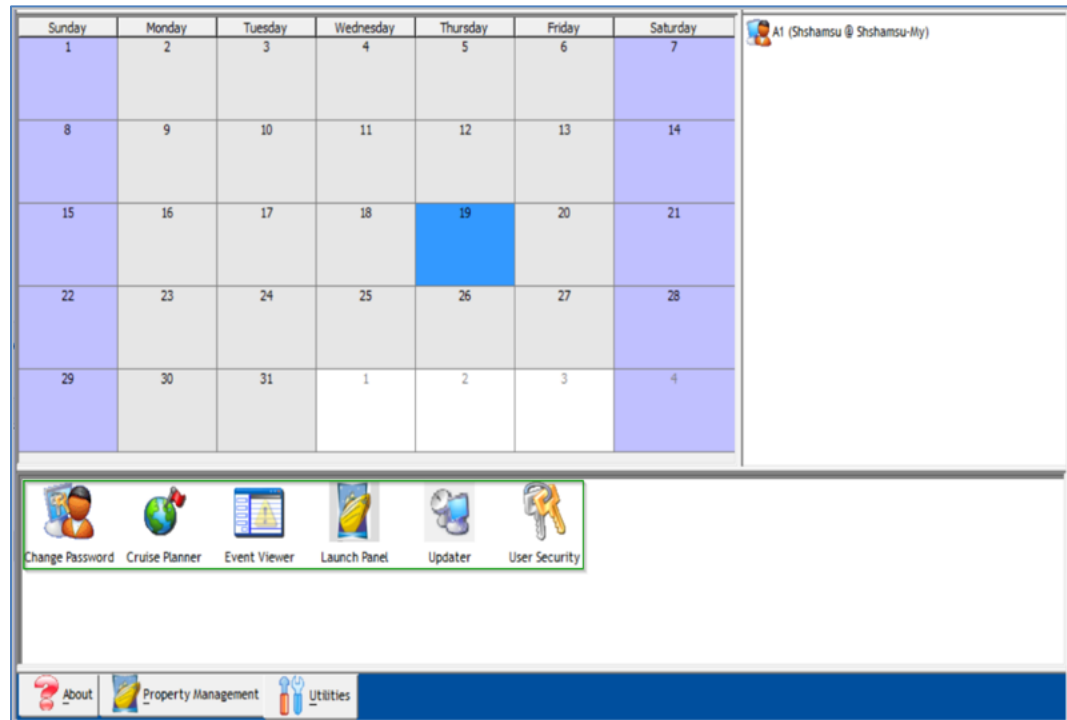 Sunday Monday Tuesday Wednesday Thursday Friday Saturday
1 2 3 4 5 6 7
A1 (Shshamsu @ Shshamsu-My)
8 9 10 11 12 13 14
15 16 17 18 19 20 21
22 23 24 25 26 27 28
29 30 31 1 2 3 4
Change Password Cruise Planner Event Viewer Launch Panel Updater User Security
About Property Management Utilities